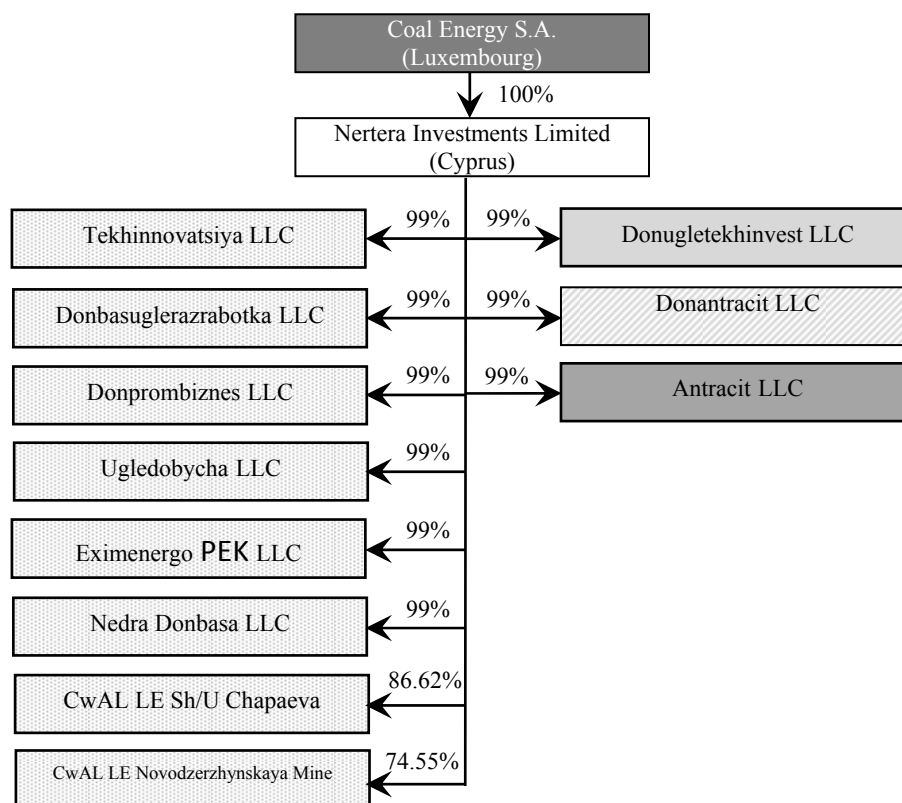 Coal Energy S.A.
(Luxembourg)
100%
Nertera Investments Limited
(Cyprus)
99%
99%
Tekhinnovatsiya LLC
Donugletekhinvest LLC
99%
99%
Donbasuglerazrabotka LLC
Donantracit LLC
99%
99%
Donprombiznes LLC
Antracit LLC
99%
Ugledobycha LLC
99%
Eximenergo PEK LLC
99%
Nedra Donbasa LLC
86.62%
CwAL LE Sh/U Chapaeva
74.55%
CwAL LE Novodzerzhynskaya Mine